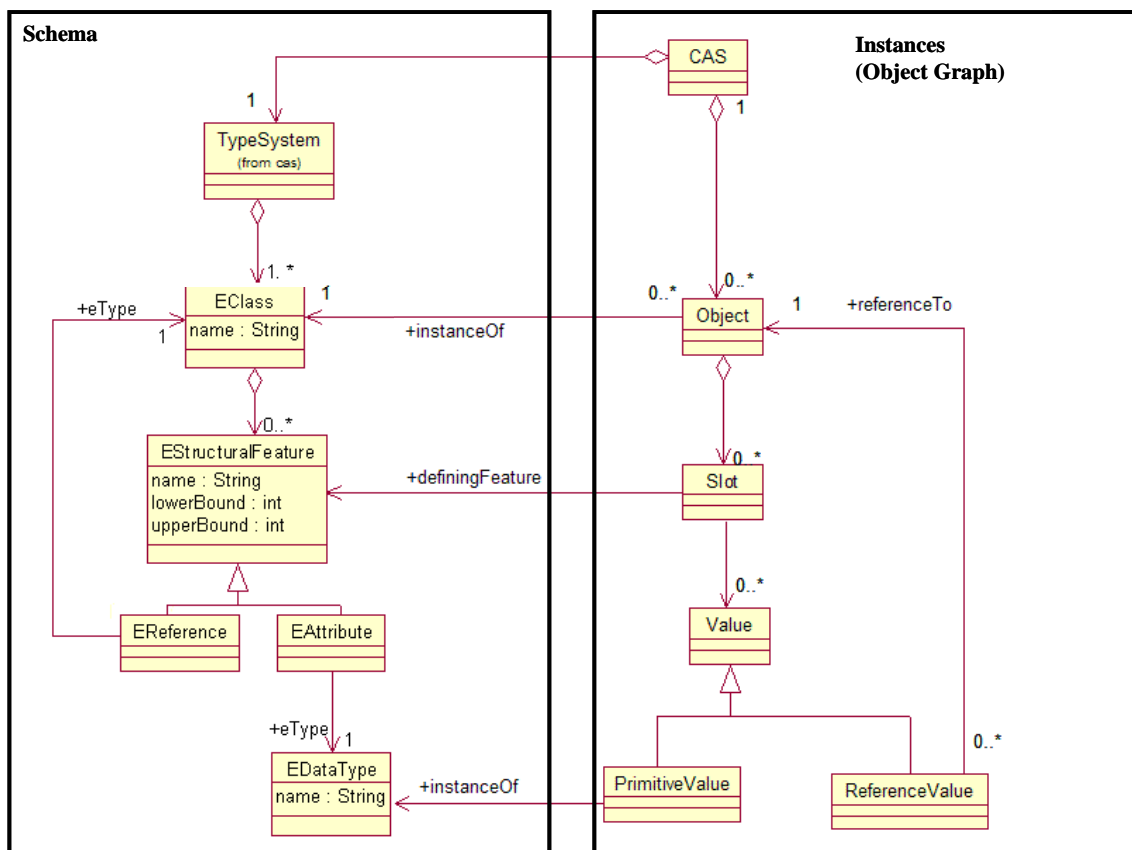 Schema
Instances
(Object Graph)
CAS
1
1
TypeSystem
(from cas)
1..*
0..*
EClass
name : String
1
0..*
+instanceOf
Object
1
+referenceTo
+eType
1
0..*
EStructuralFeature
name : String
lowerBound : int
upperBound : int
+definingFeature
0..*
Slot
0..*
EReference
EAttribute
Value
+eType
1
0..*
EDataType
name : String
+instanceOf
PrimitiveValue
ReferenceValue